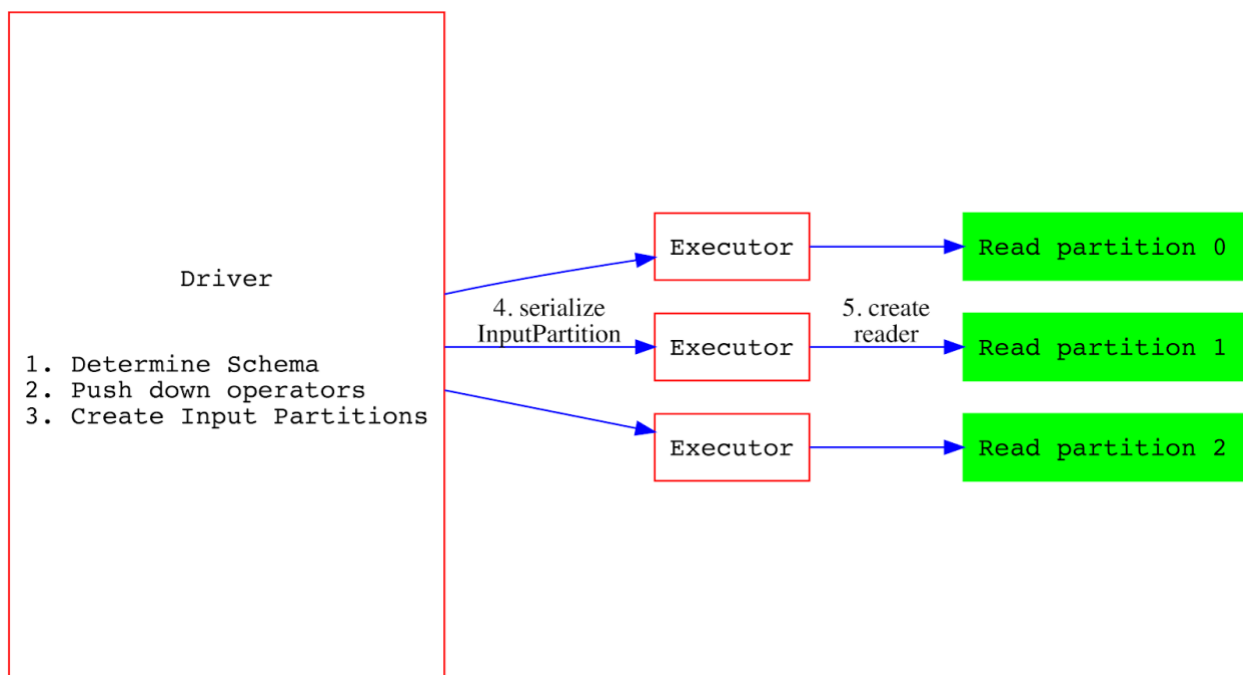 Driver
1. Determine Schema
2. Push down operators
3. Create Input Partitions
4. serialize
InputPartition
Executor
Executor
Executor
5. create
reader
Read partition 0
Read partition 1
Read partition 2